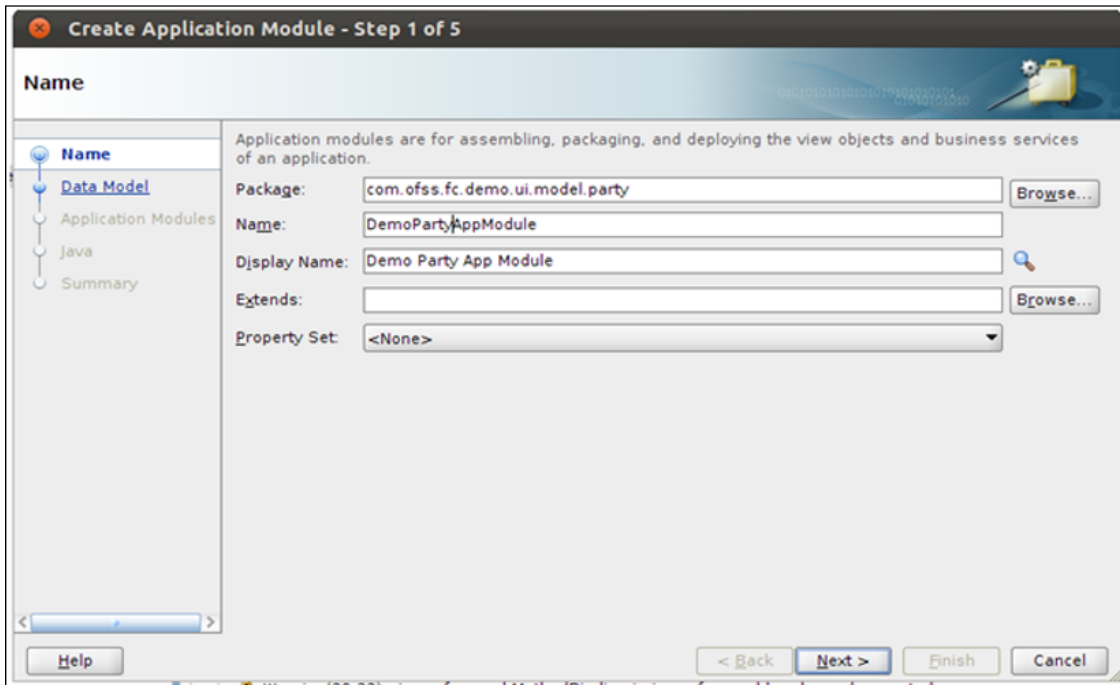 Create Application Module - Step 1 of 5
Name
Name
Data Model
Application Modules
Java
Summary
Application modules are for assembling, packaging, and deploying the view objects and business services
of an application.
Package: com.ofss.fc.demo.ui.model.party Browse...
Name: DemoPartyAppModule
Display Name: Demo Party App Module
Extends: Browse...
Property Set: <None>
Help < Back Next > Finish Cancel